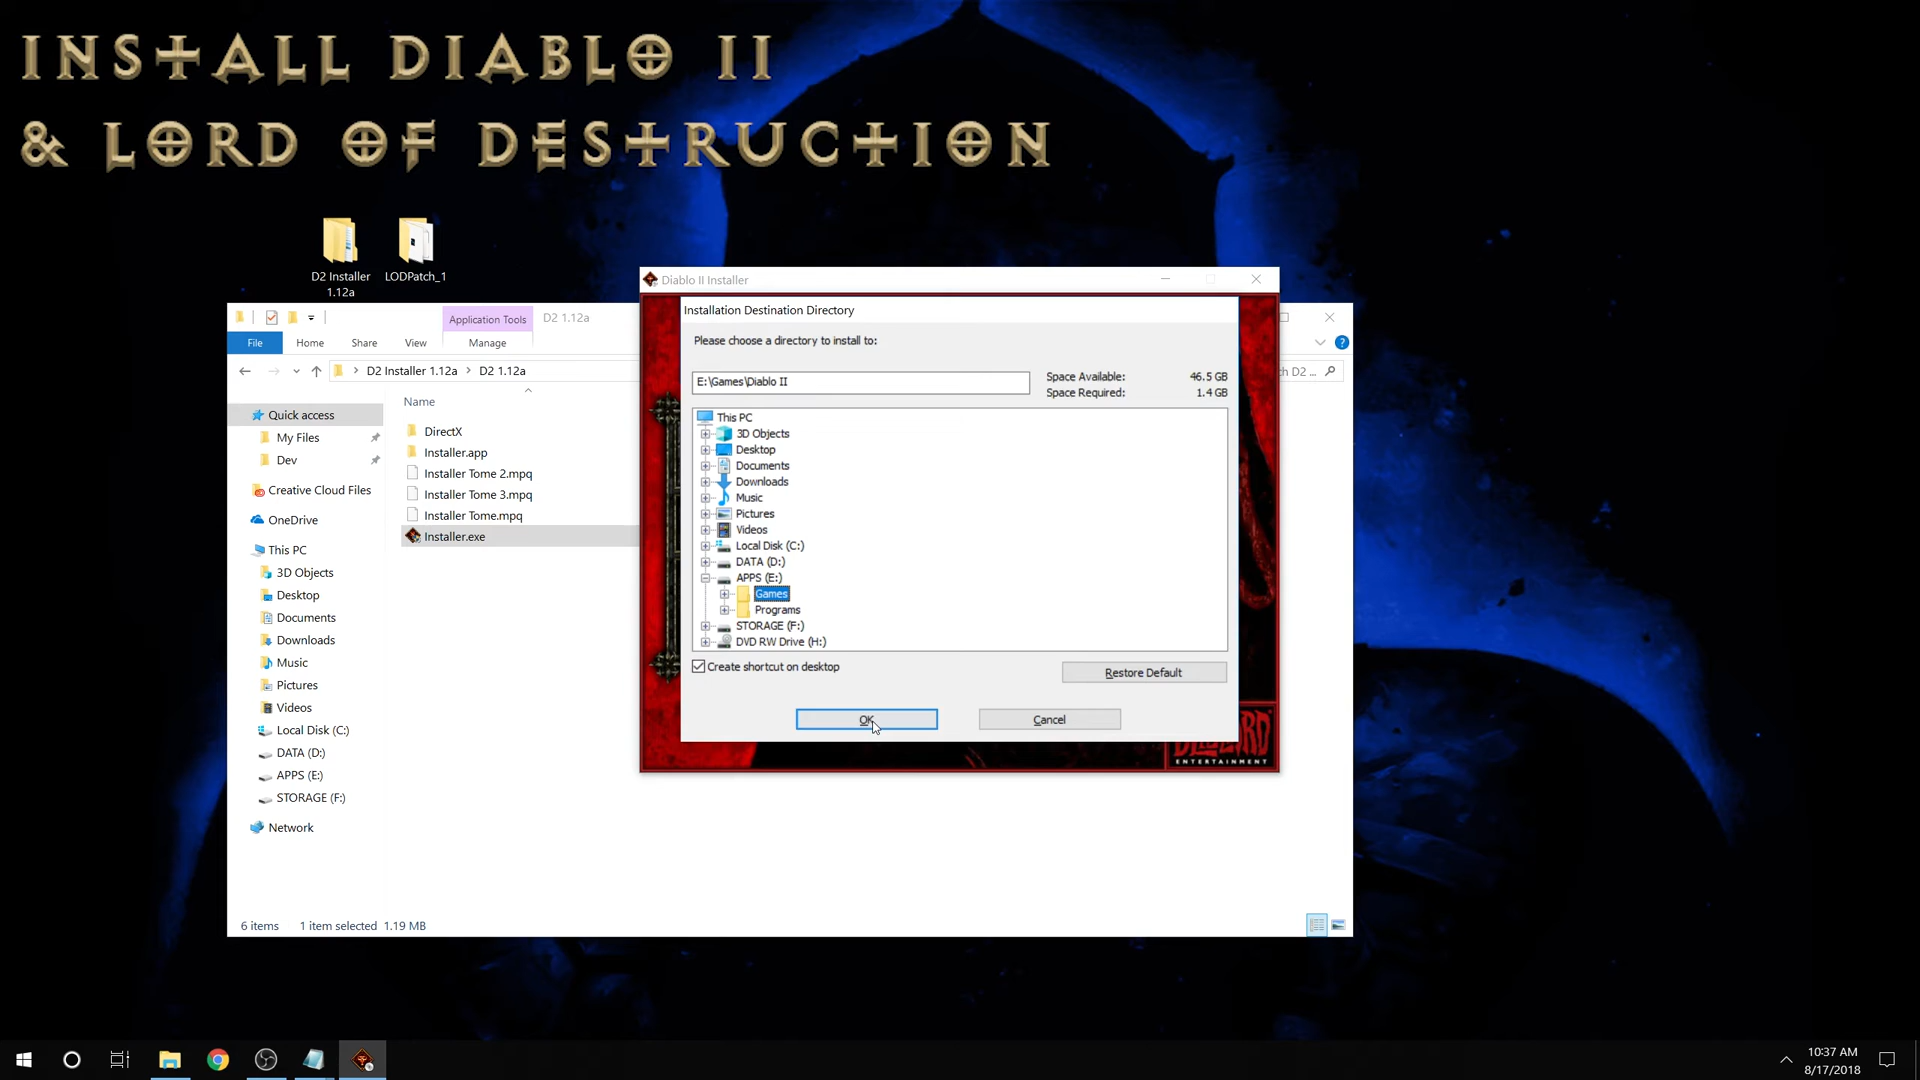 INSTALL DIABLO II
& LORD OF DESTRUCTION
D2 Installer
1.12a
LODPatch_1
Application Tools
D2 1.12a
File
Home
Share
View
Manage
D2 Installer 1.12a
D2 1.12a
Quick access
My Files
Dev
Creative Cloud Files
OneDrive
This PC
3D Objects
Desktop
Documents
Downloads
Music
Pictures
Videos
Local Disk (C:)
DATA (D:)
APPS (E:)
STORAGE (F:)
Network
Name
DirectX
Installer.app
Installer Tome 2.mpq
Installer Tome 3.mpq
Installer Tome.mpq
Installer.exe
6 items
1 item selected
1.19 MB
D2 ...
Diablo II Installer
Installation Destination Directory
Please choose a directory to install to:
E:\Games\Diablo II
Space Available: 46.5 GB
Space Required: 1.4 GB
This PC
3D Objects
Desktop
Documents
Downloads
Music
Pictures
Videos
Local Disk (C:)
DATA (D:)
APPS (E:)
Games
Programs
STORAGE (F:)
DVD RW Drive (H:)
Create shortcut on desktop
Restore Default
OK
Cancel
ENTERTAINMENT
10:37 AM
8/17/2018